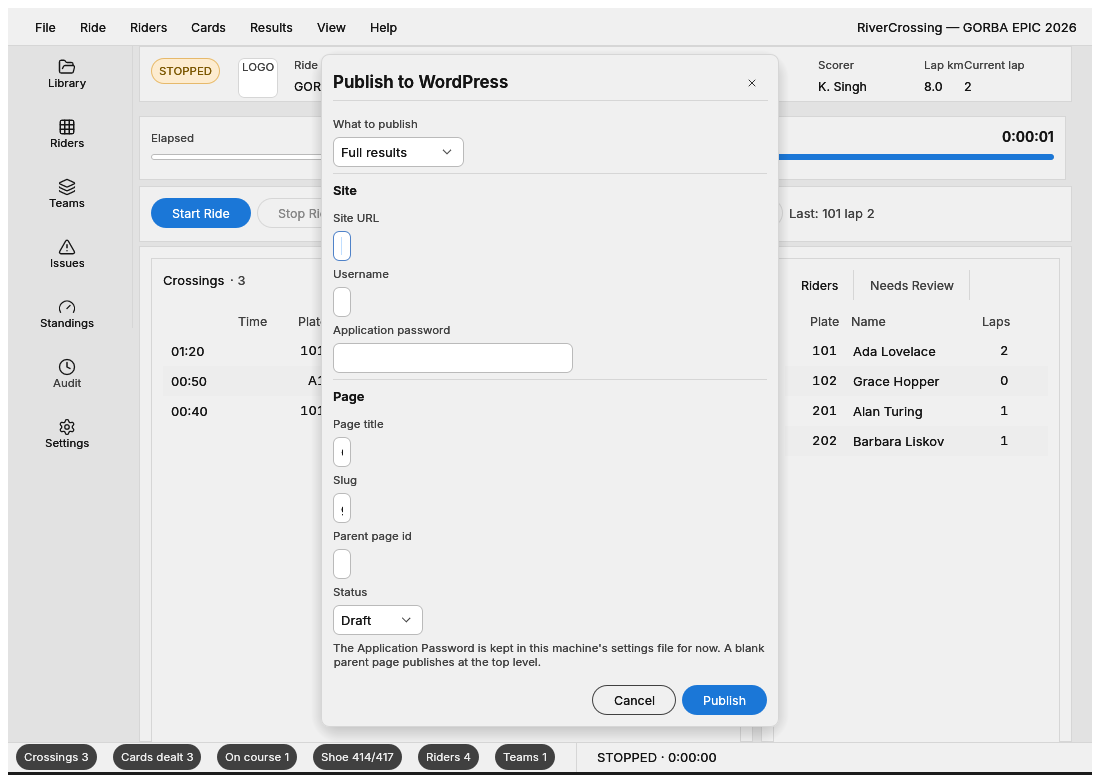 File Ride Riders Cards Results View Help RiverCrossing — GORBA EPIC 2026
Library
Riders
Teams
Issues
Standings
Audit
Settings
STOPPED
LOGO
Ride
GOR
Scorer
K. Singh
Lap km
8.0
Current lap
2
Elapsed
0:00:01
Start Ride
Stop Ri
Last: 101 lap 2
Crossings · 3
Time Plat
01:20 101
00:50 A1
00:40 101
Riders Needs Review
Plate Name Laps
101 Ada Lovelace 2
102 Grace Hopper 0
201 Alan Turing 1
202 Barbara Liskov 1
Publish to WordPress
What to publish
Full results
Site
Site URL
Username
Application password
Page
Page title
Slug
Parent page id
Status
Draft
The Application Password is kept in this machine's settings file for now. A blank
parent page publishes at the top level.
Cancel
Publish
Crossings 3 Cards dealt 3 On course 1 Shoe 414/417 Riders 4 Teams 1 STOPPED · 0:00:00